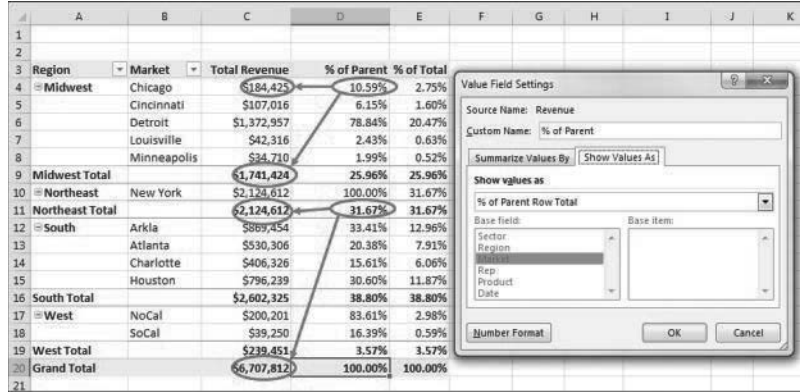 A B C D E F G H I J K
1
2
3 Region Market Total Revenue % of Parent % of Total
4 Midwest Chicago $184,425 10.59% 2.75%
5 Cincinnati $107,016 6.15% 1.60%
6 Detroit $1,372,957 78.84% 20.47%
7 Louisville $42,316 2.43% 0.63%
8 Minneapolis $34,710 1.99% 0.52%
9 Midwest Total $1,741,424 25.96% 25.96%
10 Northeast New York $2,124,612 100.00% 31.67%
11 Northeast Total $2,124,612 31.67% 31.67%
12 South Arkla $869,454 33.41% 12.96%
13 Atlanta $530,306 20.38% 7.91%
14 Charlotte $406,326 15.61% 6.06%
15 Houston $796,239 30.60% 11.87%
16 South Total $2,602,325 38.80% 38.80%
17 West NoCal $200,201 83.61% 2.98%
18 SoCal $39,250 16.39% 0.59%
19 West Total $239,451 3.57% 3.57%
20 Grand Total $6,707,812 100.00% 100.00%
21
Value Field Settings
Source Name: Revenue
Custom Name: % of Parent
Summarize Values By Show Values As
Show values as
% of Parent Row Total
Base field: Base item:
Sector
Region
Market
Rep
Product
Date
Number Format OK Cancel